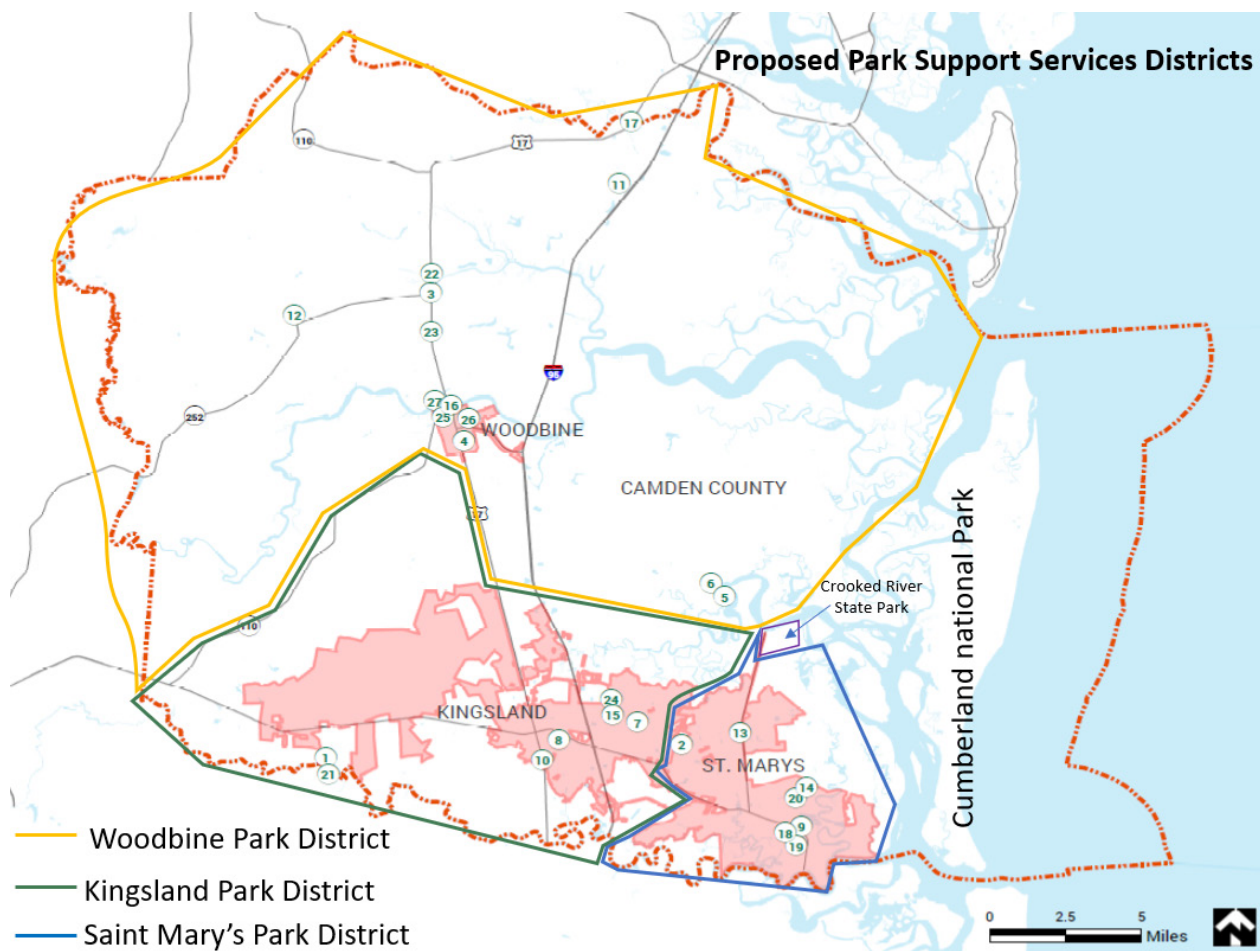 Proposed Park Support Services Districts
17
110
17
11
22
3
12
23
95
27
16
252
25
26
WOODBINE
4
CAMDEN COUNTY
17
Cumberland national Park
6
5
Crooked River
State Park
110
24
KINGSLAND
15
7
13
8
2
10
1
ST. MARYS
21
14
20
9
18
19
Woodbine Park District
Kingsland Park District
Saint Mary's Park District
0
2.5
5
Miles
N